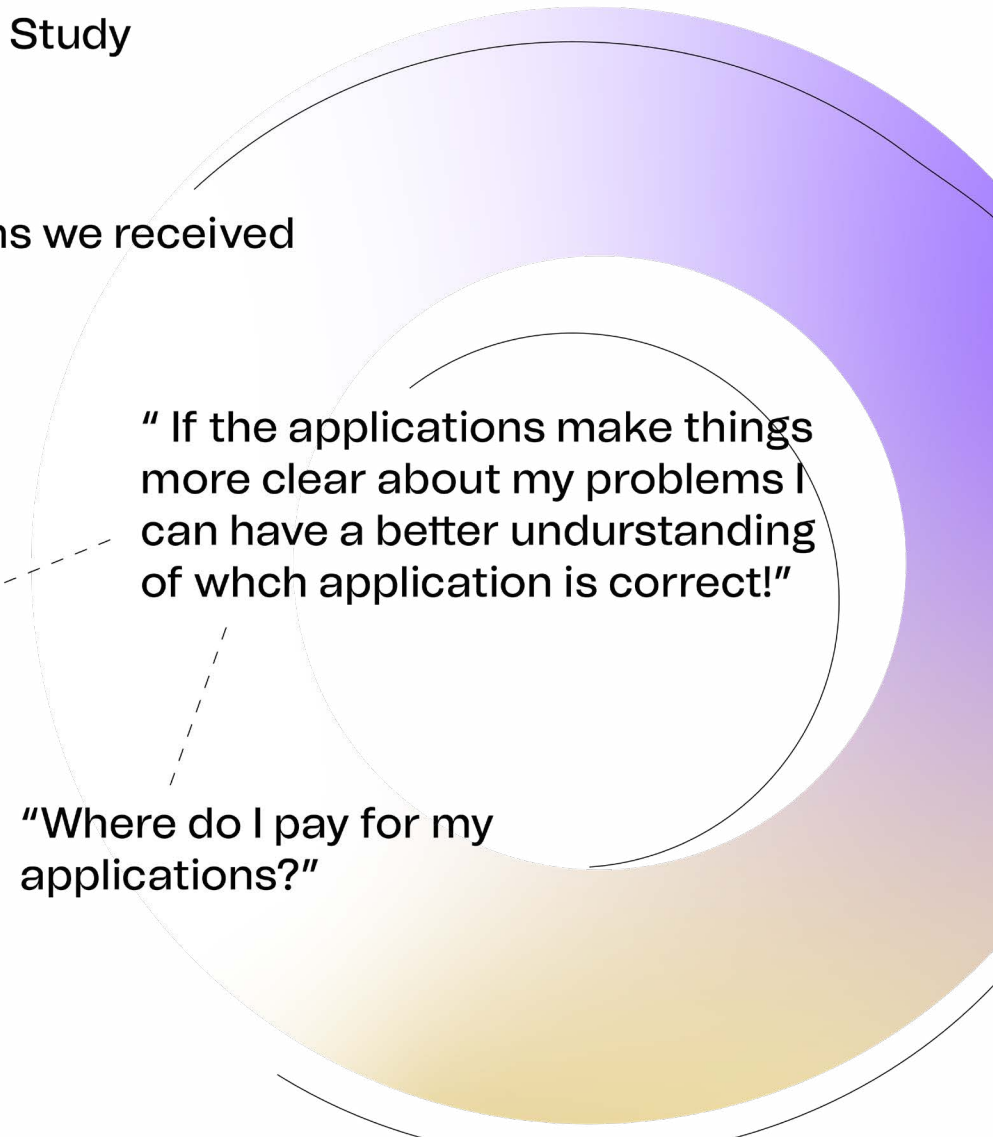 Study
ns we received
“ If the applications make things
more clear about my problems I
can have a better undurstanding
of whch application is correct!”
“Where do I pay for my
applications?”